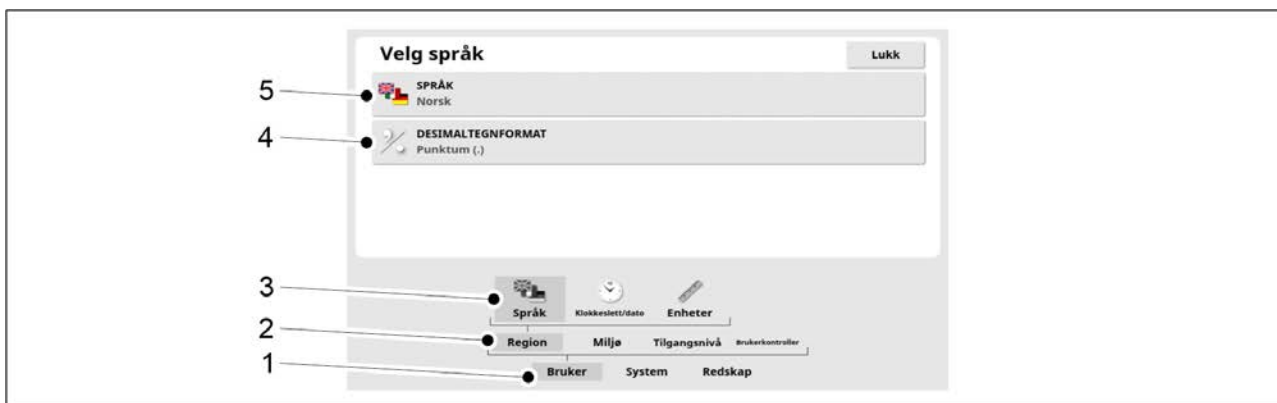 Velg språk
Lukk
5
SPRÅK
Norsk
4
DESIMALTEGNFORMAT
Punktum (.)
3
Språk Klokkeslett/dato Enheter
2
Region Miljø Tilgangsnivå Brukerkontroller
1
Bruker System Redskap